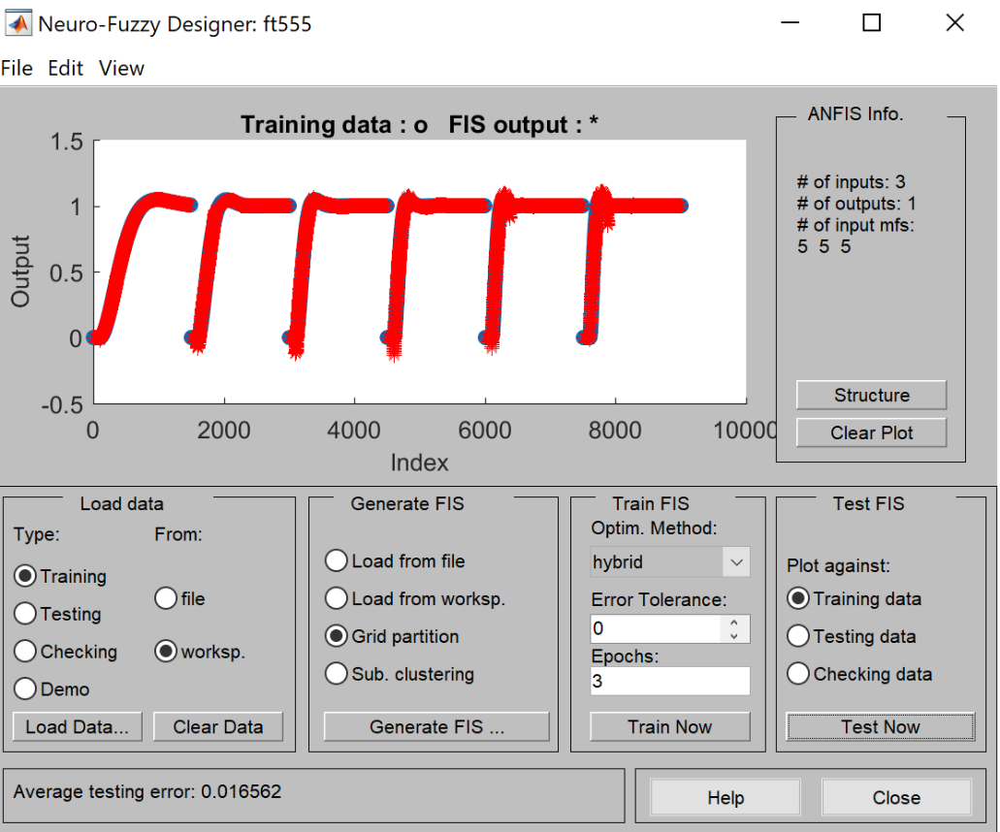 Neuro-Fuzzy Designer: ft555
File Edit View
Training data : o FIS output : *
1.5
1
0.5
0
-0.5
Output
0 2000 4000 6000 8000 10000
Index
ANFIS Info.
# of inputs: 3
# of outputs: 1
# of input mfs:
5 5 5
Structure
Clear Plot
Load data
Type: From:
Training
Testing
Checking
Demo
file
worksp.
Load Data... Clear Data
Generate FIS
Load from file
Load from worksp.
Grid partition
Sub. clustering
Generate FIS ...
Train FIS
Optim. Method:
hybrid
Error Tolerance:
0
Epochs:
3
Train Now
Test FIS
Plot against:
Training data
Testing data
Checking data
Test Now
Average testing error: 0.016562
Help Close